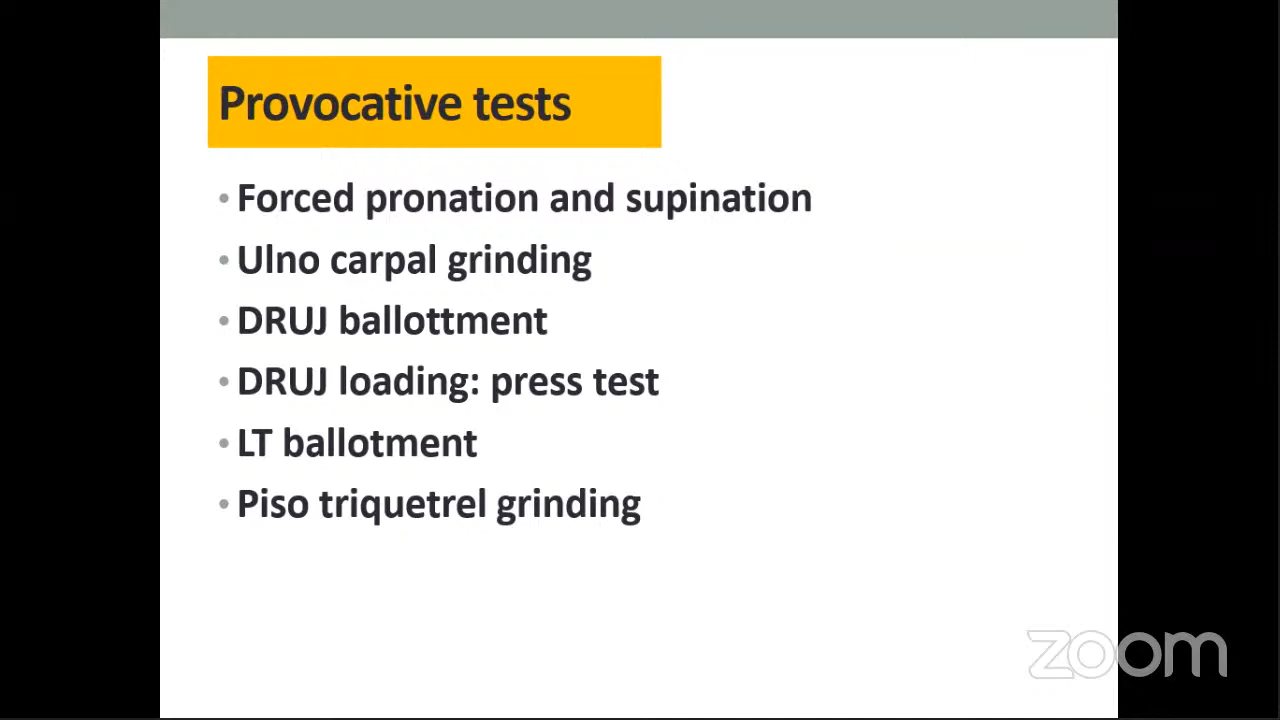 Provocative tests
• Forced pronation and supination
• Ulno carpal grinding
• DRUJ ballottment
• DRUJ loading: press test
• LT ballotment
• Piso triquetrel grinding
zoom